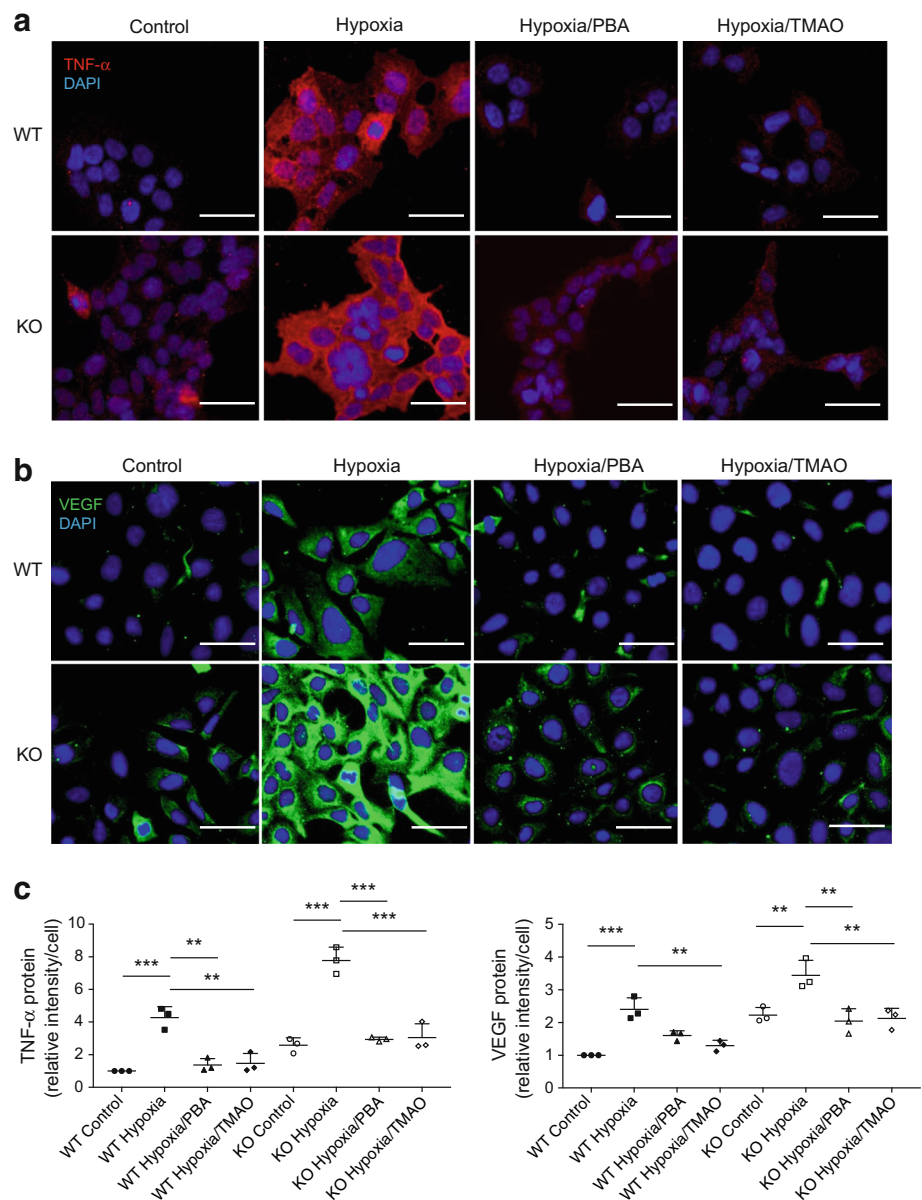 a
Control Hypoxia Hypoxia/PBA Hypoxia/TMAO
TNF-α
DAPI
WT
KO
b
Control Hypoxia Hypoxia/PBA Hypoxia/TMAO
VEGF
DAPI
WT
KO
c
TNF-α protein
(relative intensity/cell)
10
8
6
4
2
0
*** ** ** *** *** ***
WT Control
WT Hypoxia
WT Hypoxia/PBA
WT Hypoxia/TMAO
KO Control
KO Hypoxia
KO Hypoxia/PBA
KO Hypoxia/TMAO
VEGF protein
(relative intensity/cell)
5
4
3
2
1
0
*** ** ** ** **
WT Control
WT Hypoxia
WT Hypoxia/PBA
WT Hypoxia/TMAO
KO Control
KO Hypoxia
KO Hypoxia/PBA
KO Hypoxia/TMAO